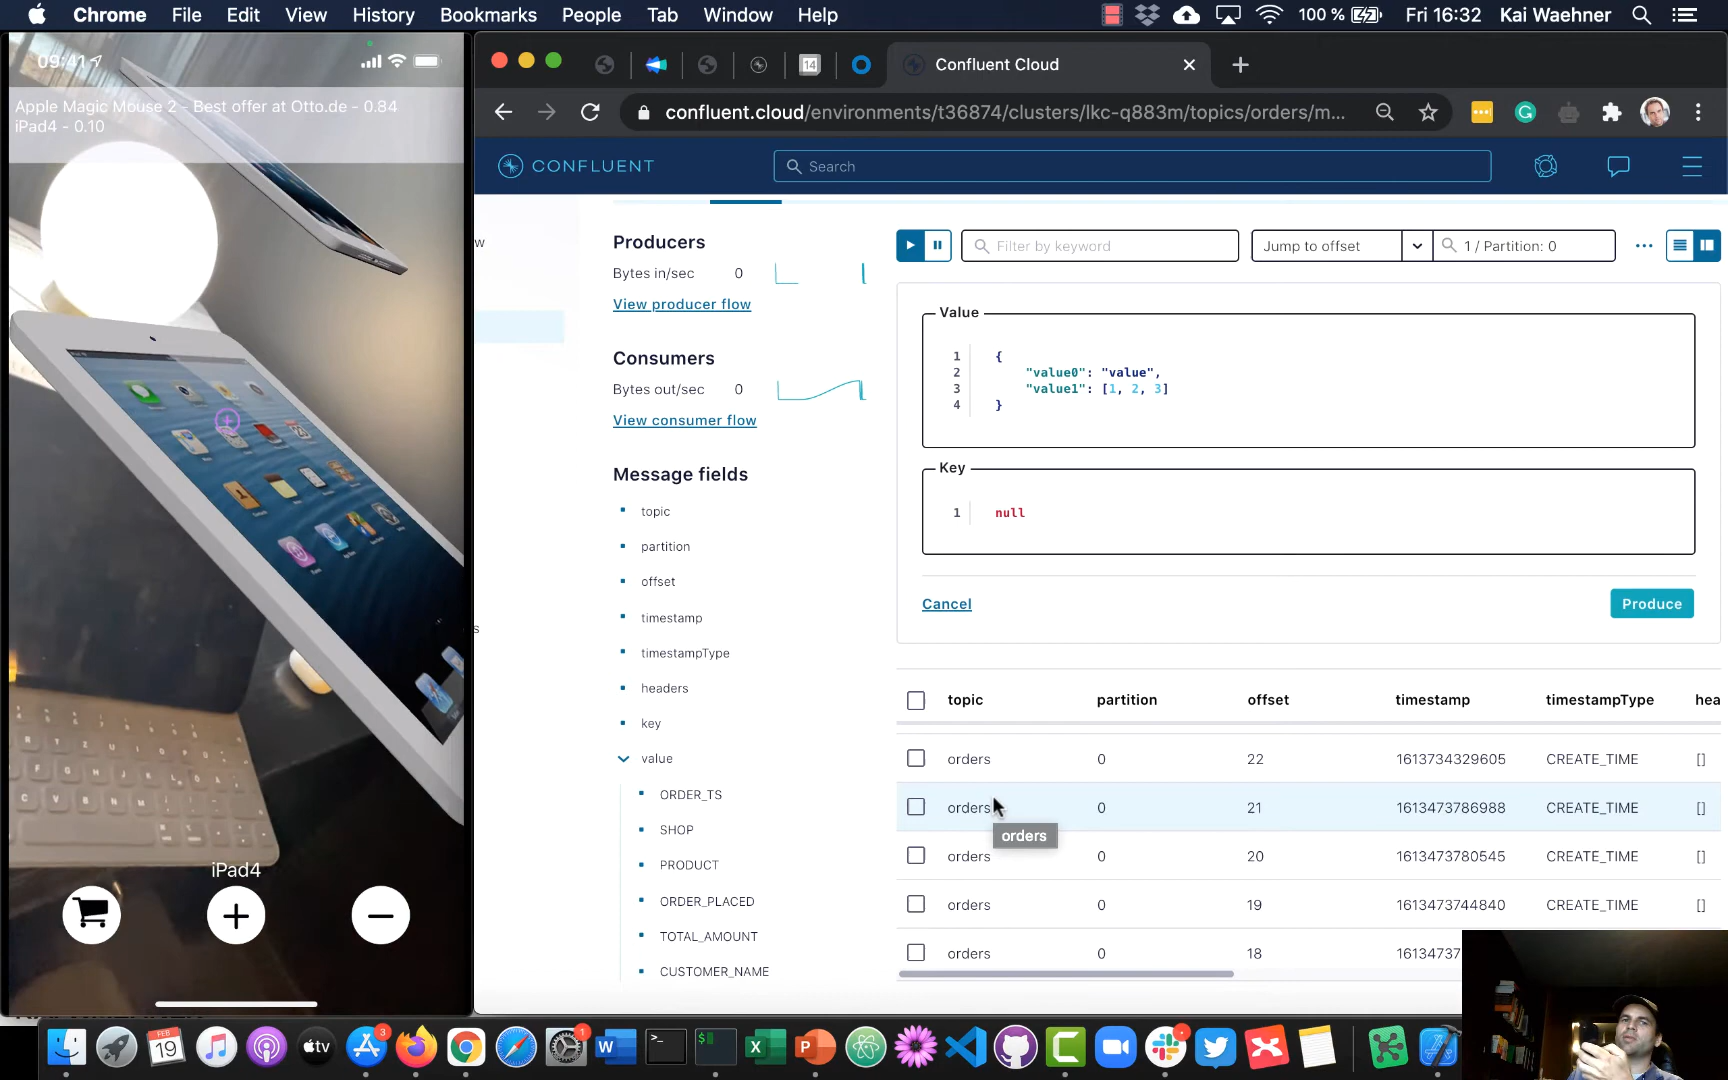 Chrome File Edit View History Bookmarks People Tab Window Help
100 % Fri 16:32 Kai Waehner
09:41
Apple Magic Mouse 2 - Best offer at Otto.de - 0.84
iPad4 - 0.10
iPad4
14
Confluent Cloud
confluent.cloud/environments/t36874/clusters/lkc-q883m/topics/orders/m...
CONFLUENT
Search
w
s
Producers
Bytes in/sec 0
View producer flow
Consumers
Bytes out/sec 0
View consumer flow
Message fields
topic
partition
offset
timestamp
timestampType
headers
key
value
ORDER_TS
SHOP
PRODUCT
ORDER_PLACED
TOTAL_AMOUNT
CUSTOMER_NAME
Filter by keyword
Jump to offset
1 / Partition: 0
Value
1 {
2 "value0": "value",
3 "value1": [1, 2, 3]
4 }
Key
1 null
Cancel
Produce
topic partition offset timestamp timestampType hea
orders 0 22 1613734329605 CREATE_TIME []
orders 0 21 1613473786988 CREATE_TIME []
orders
orders 0 20 1613473780545 CREATE_TIME []
orders 0 19 1613473744840 CREATE_TIME []
orders 0 18 16134737
FEB
19
tv
3
1